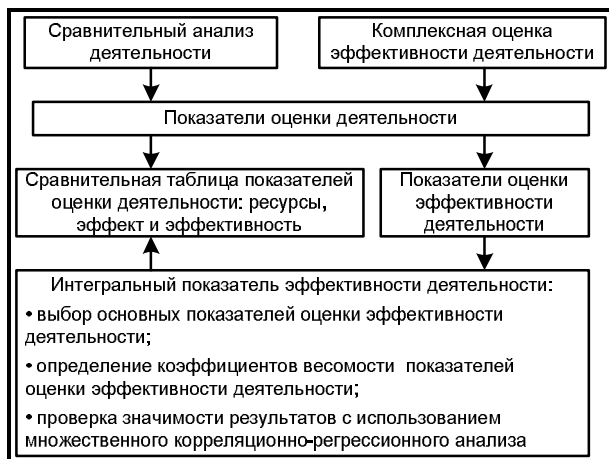 Сравнительный анализ
деятельности
Комплексная оценка
эффективности деятельности
Показатели оценки деятельности
Сравнительная таблица показателей
оценки деятельности: ресурсы,
эффект и эффективность
Показатели оценки
эффективности
деятельности
Интегральный показатель эффективности деятельности:
• выбор основных показателей оценки эффективности
деятельности;
• определение коэффициентов весомости показателей
оценки эффективности деятельности;
• проверка значимости результатов с использованием
множественного корреляционно-регрессионного анализа